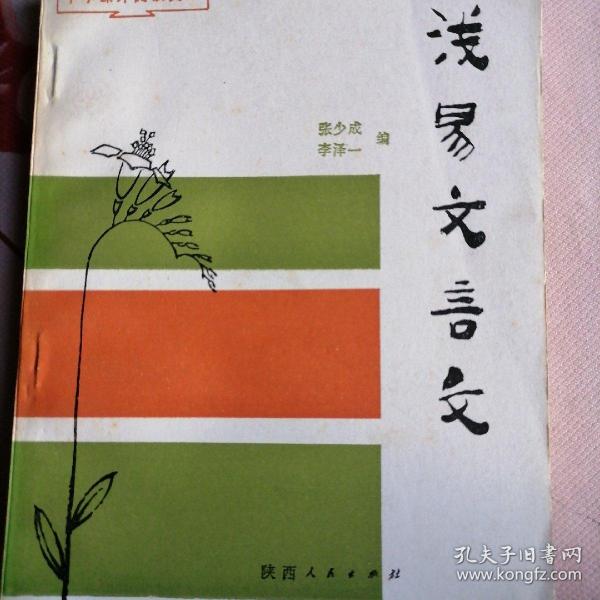 浅易文言文
张少成
李泽一
编
陕西人民出版社
孔夫子旧书网
www.kongfz.com